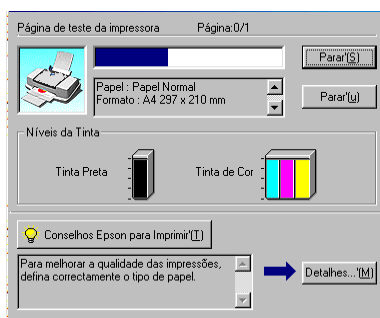 Página de teste da impressora Página:0/1
Parar'(S)
Papel : Papel Normal
Formato : A4 297 x 210 mm
Parar'(u)
Níveis da Tinta
Tinta Preta Tinta de Cor
Conselhos Epson para Imprimir'(T)
Para melhorar a qualidade das impressões,
defina correctamente o tipo de papel.
Detalhes...'(M)